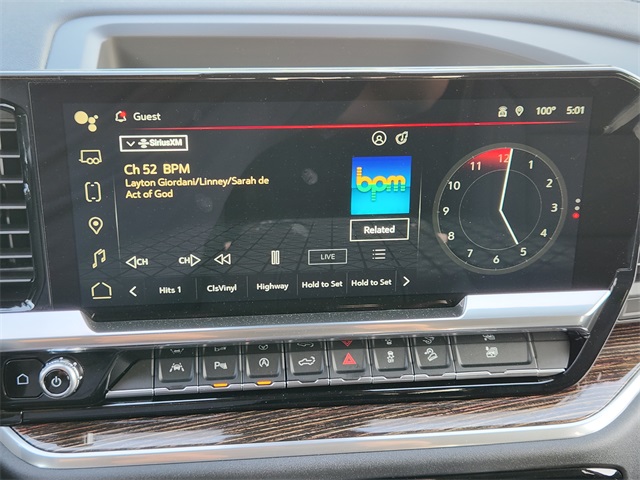 Guest
100° 5:01
SiriusXM
Ch 52 BPM
Layton Giordani/Linney/Sarah de
Act of God
bpm
Related
CH CH LIVE
Hits 1 ClsVinyl Highway Hold to Set Hold to Set
11 12 1
10 2
9 3
8 4
7 6 5